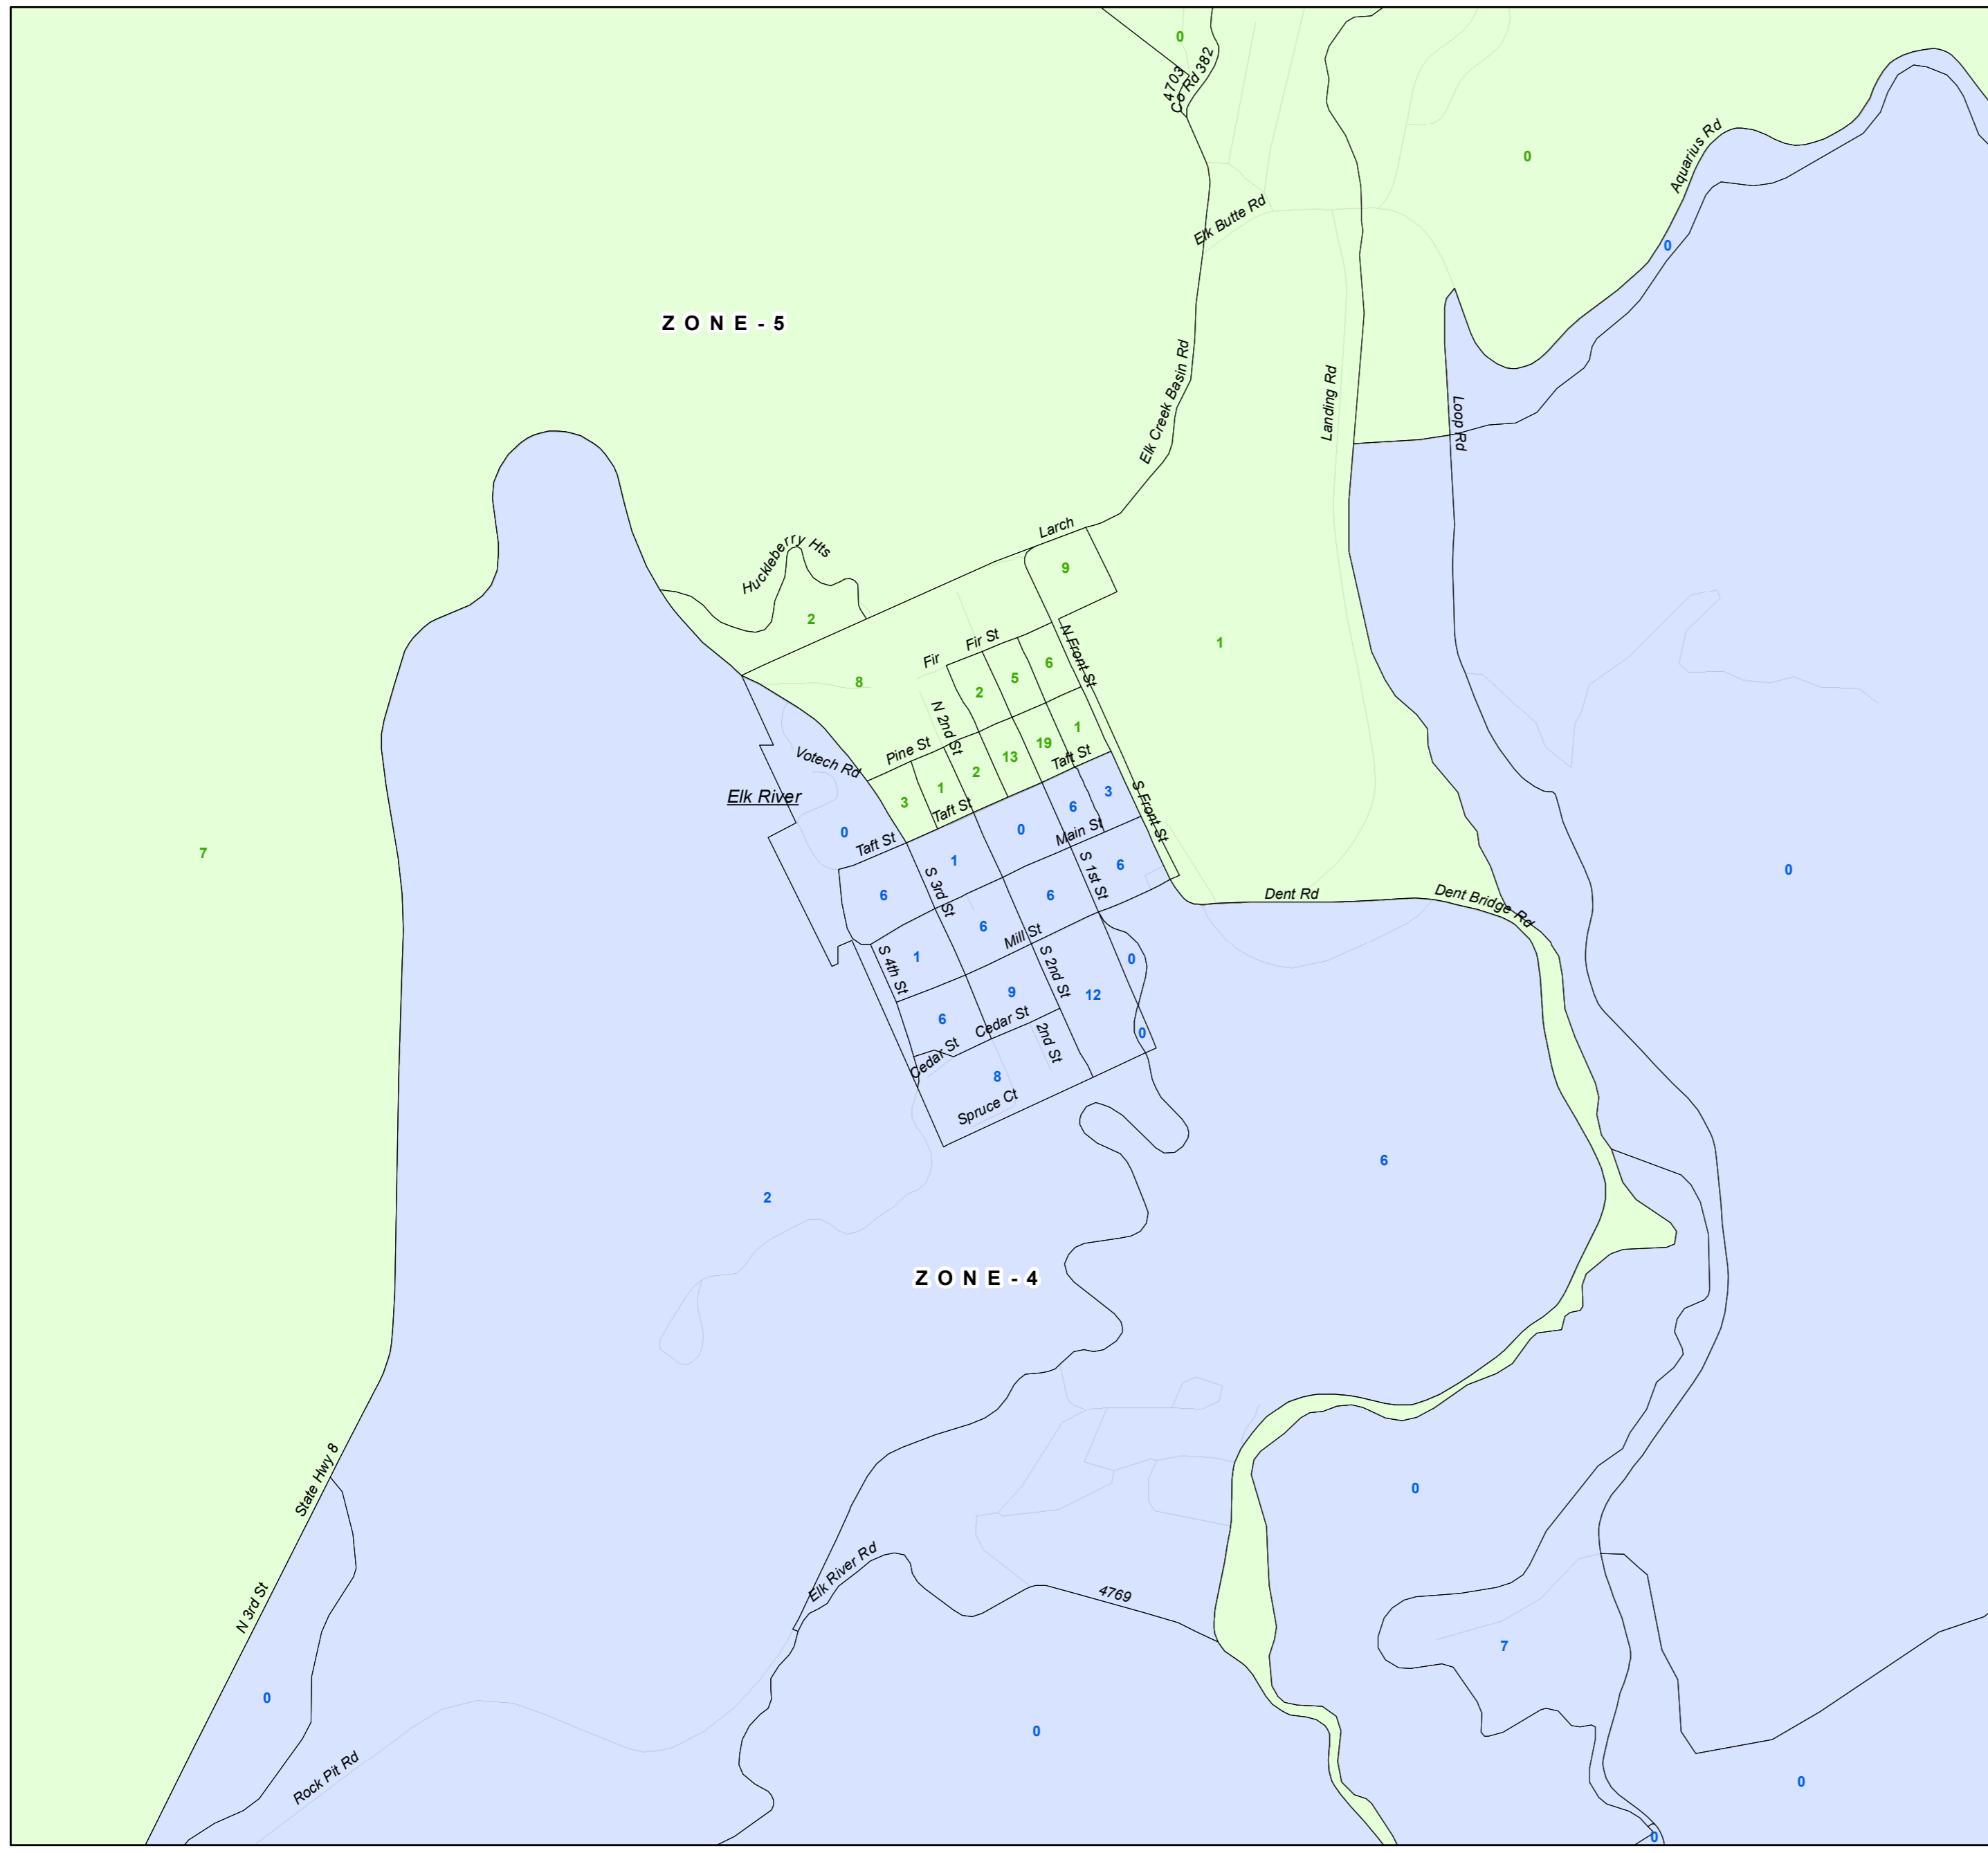 0
4703
Co Rd 382
Aquarius Rd
0
Elk Butte Rd
0
ZONE-5
Elk Creek Basin Rd
Landing Rd
Loop Rd
Larch
Huckleberry Hts
9
2
N Front St
1
Fir St
Fir
6
5
8
2
N 2nd St
Pine St
1
19
13
Taft St
Votech Rd
2
1
3
Elk River
Taft St
S Front St
3
6
0
0
Main St
Taft St
7
1
6
S 1st St
0
S 3rd St
6
6
Dent Rd
Dent Bridge Rd
6
Mill St
1
S 4th St
S 2nd St
0
9
12
6
Cedar St
0
2nd St
Cedar St
8
Spruce Ct
6
2
ZONE-4
State Hwy 8
0
Elk River Rd
4769
N 3rd St
7
0
0
Rock Pit Rd
0
0